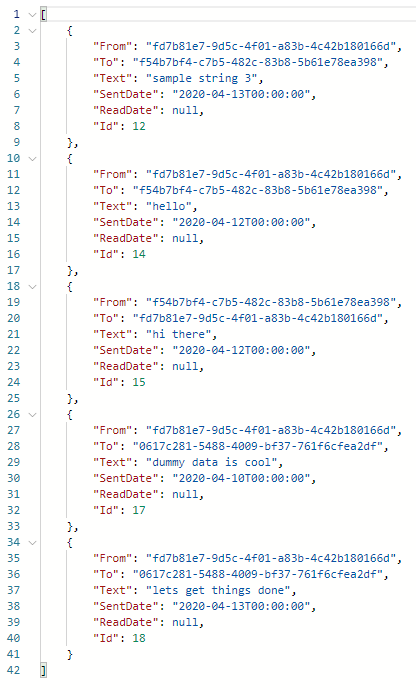 1 [
2 {
3 "From": "fd7b81e7-9d5c-4f01-a83b-4c42b180166d",
4 "To": "f54b7bf4-c7b5-482c-83b8-5b61e78ea398",
5 "Text": "sample string 3",
6 "SentDate": "2020-04-13T00:00:00",
7 "ReadDate": null,
8 "Id": 12
9 },
10 {
11 "From": "fd7b81e7-9d5c-4f01-a83b-4c42b180166d",
12 "To": "f54b7bf4-c7b5-482c-83b8-5b61e78ea398",
13 "Text": "hello",
14 "SentDate": "2020-04-12T00:00:00",
15 "ReadDate": null,
16 "Id": 14
17 },
18 {
19 "From": "f54b7bf4-c7b5-482c-83b8-5b61e78ea398",
20 "To": "fd7b81e7-9d5c-4f01-a83b-4c42b180166d",
21 "Text": "hi there",
22 "SentDate": "2020-04-12T00:00:00",
23 "ReadDate": null,
24 "Id": 15
25 },
26 {
27 "From": "fd7b81e7-9d5c-4f01-a83b-4c42b180166d",
28 "To": "0617c281-5488-4009-bf37-761f6cfea2df",
29 "Text": "dummy data is cool",
30 "SentDate": "2020-04-10T00:00:00",
31 "ReadDate": null,
32 "Id": 17
33 },
34 {
35 "From": "fd7b81e7-9d5c-4f01-a83b-4c42b180166d",
36 "To": "0617c281-5488-4009-bf37-761f6cfea2df",
37 "Text": "lets get things done",
38 "SentDate": "2020-04-13T00:00:00",
39 "ReadDate": null,
40 "Id": 18
41 }
42 ]